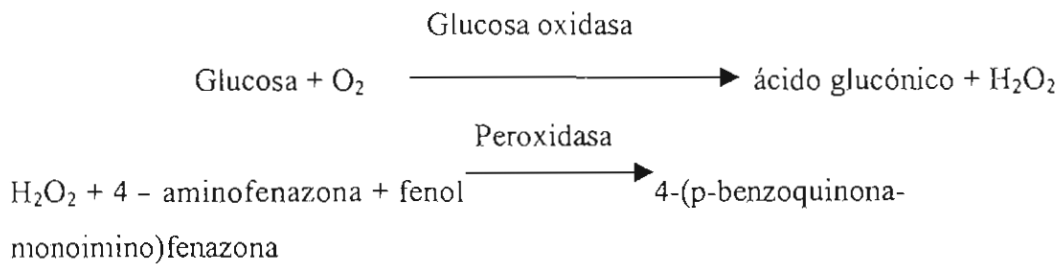 Glucosa oxidasa
Glucosa + O₂ ⟶ ácido glucónico + H₂O₂
Peroxidasa
H₂O₂ + 4 – aminofenazona + fenol ⟶ 4-(p-benzoquinona-
monoimino)fenazona